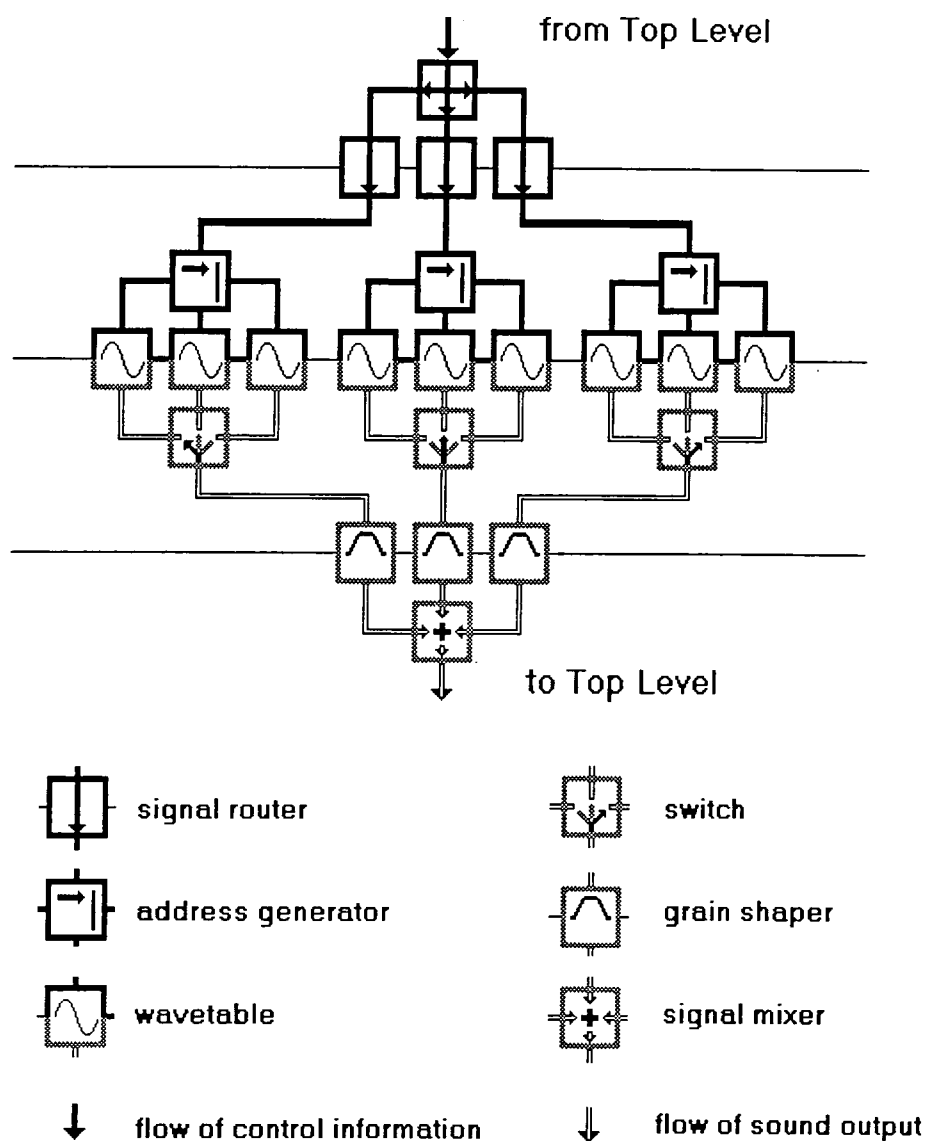 from Top Level
to Top Level
signal router
switch
address generator
grain shaper
wavetable
signal mixer
flow of control information
flow of sound output